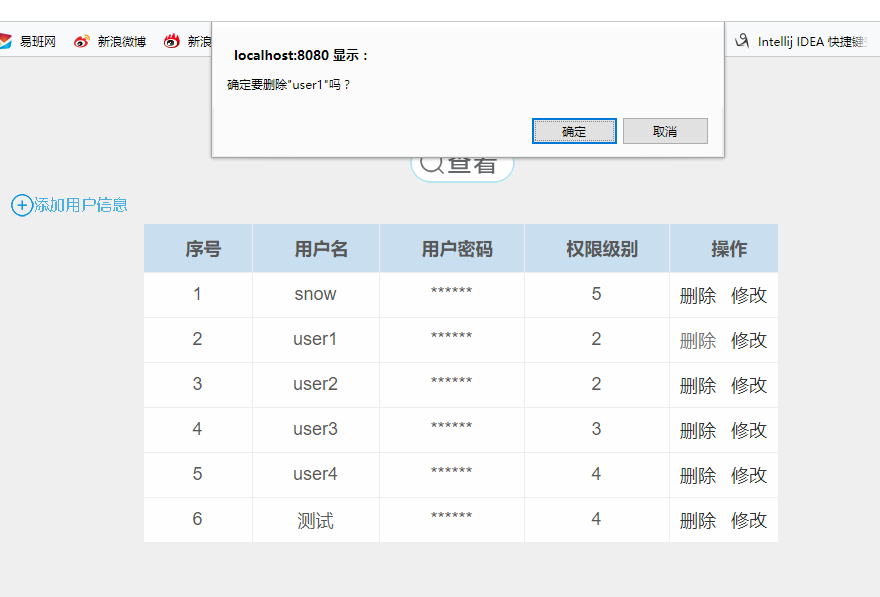 易班网 新浪微博 新浪 Intellij IDEA 快捷键
localhost:8080 显示：
确定要删除"user1"吗？
确定 取消
查看
添加用户信息
序号 用户名 用户密码 权限级别 操作
1 snow ****** 5 删除 修改
2 user1 ****** 2 删除 修改
3 user2 ****** 2 删除 修改
4 user3 ****** 3 删除 修改
5 user4 ****** 4 删除 修改
6 测试 ****** 4 删除 修改